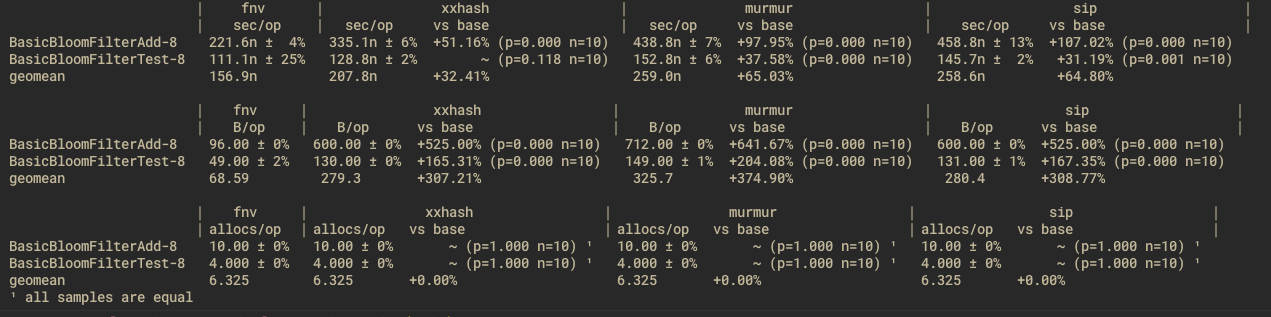 │ fnv │ xxhash │ murmur │ sip │
│ sec/op │ sec/op vs base │ sec/op vs base │ sec/op vs base │
BasicBloomFilterAdd-8 221.6n ± 4% 335.1n ± 6% +51.16% (p=0.000 n=10) 438.8n ± 7% +97.95% (p=0.000 n=10) 458.8n ± 13% +107.02% (p=0.000 n=10)
BasicBloomFilterTest-8 111.1n ± 25% 128.8n ± 2% ~ (p=0.118 n=10) 152.8n ± 6% +37.58% (p=0.000 n=10) 145.7n ± 2% +31.19% (p=0.001 n=10)
geomean 156.9n 207.8n +32.41% 259.0n +65.03% 258.6n +64.80%
│ fnv │ xxhash │ murmur │ sip │
│ B/op │ B/op vs base │ B/op vs base │ B/op vs base │
BasicBloomFilterAdd-8 96.00 ± 0% 600.00 ± 0% +525.00% (p=0.000 n=10) 712.00 ± 0% +641.67% (p=0.000 n=10) 600.00 ± 0% +525.00% (p=0.000 n=10)
BasicBloomFilterTest-8 49.00 ± 2% 130.00 ± 0% +165.31% (p=0.000 n=10) 149.00 ± 1% +204.08% (p=0.000 n=10) 131.00 ± 1% +167.35% (p=0.000 n=10)
geomean 68.59 279.3 +307.21% 325.7 +374.90% 280.4 +308.77%
│ fnv │ xxhash │ murmur │ sip │
│ allocs/op │ allocs/op vs base │ allocs/op vs base │ allocs/op vs base │
BasicBloomFilterAdd-8 10.00 ± 0% 10.00 ± 0% ~ (p=1.000 n=10) ¹ 10.00 ± 0% ~ (p=1.000 n=10) ¹ 10.00 ± 0% ~ (p=1.000 n=10) ¹
BasicBloomFilterTest-8 4.000 ± 0% 4.000 ± 0% ~ (p=1.000 n=10) ¹ 4.000 ± 0% ~ (p=1.000 n=10) ¹ 4.000 ± 0% ~ (p=1.000 n=10) ¹
geomean 6.325 6.325 +0.00% 6.325 +0.00% 6.325 +0.00%
¹ all samples are equal